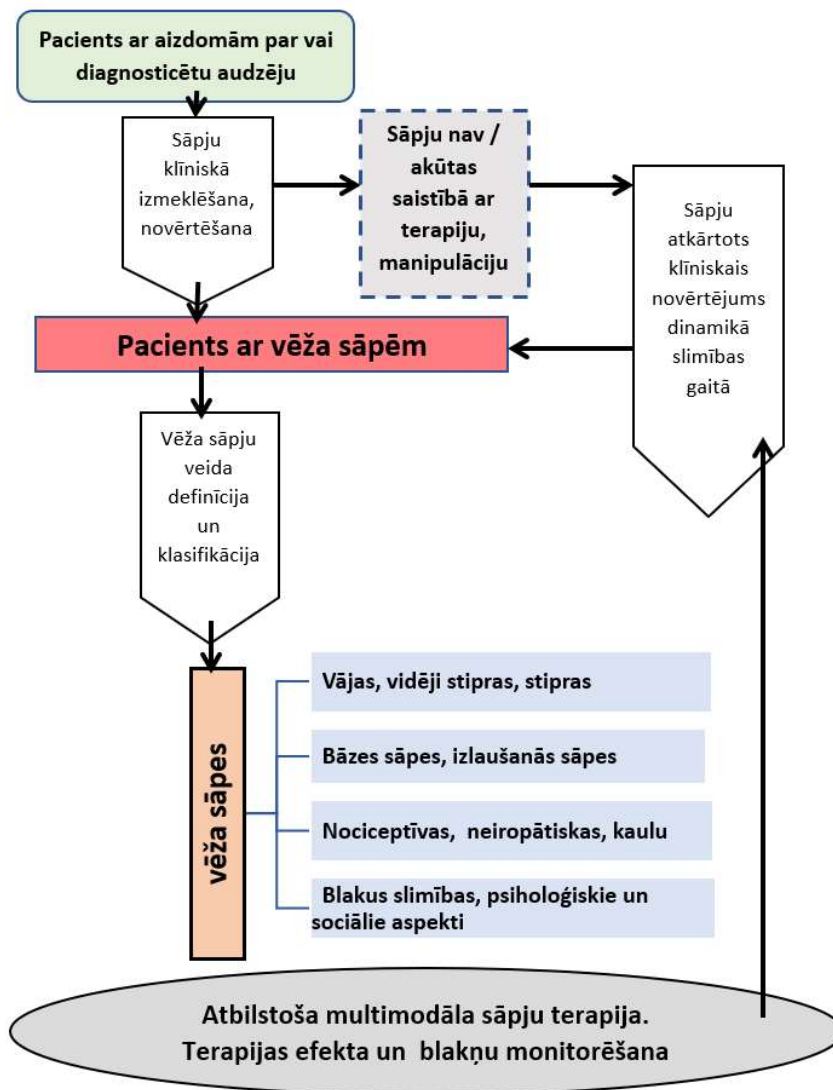 Pacients ar aizdomām par vai
diagnosticētu audzēju
Sāpju
klīniskā
izmeklēšana,
novērtēšana
Sāpju nav /
akūtas
saistībā ar
terapiju,
manipulāciju
Sāpju
atkārtots
klīniskais
novērtējums
dinamikā
slimības
gaitā
Pacients ar vēža sāpēm
Vēža sāpju
veida
definīcija
un
klasifikācija
vēža sāpes
Vājas, vidēji stipras, stipras
Bāzes sāpes, izlaušanās sāpes
Nociceptīvas, neiropātiskas, kaulu
Blakus slimības, psiholoģiskie un
sociālie aspekti
Atbilstoša multimodāla sāpju terapija.
Terapijas efekta un blakņu monitorēšana